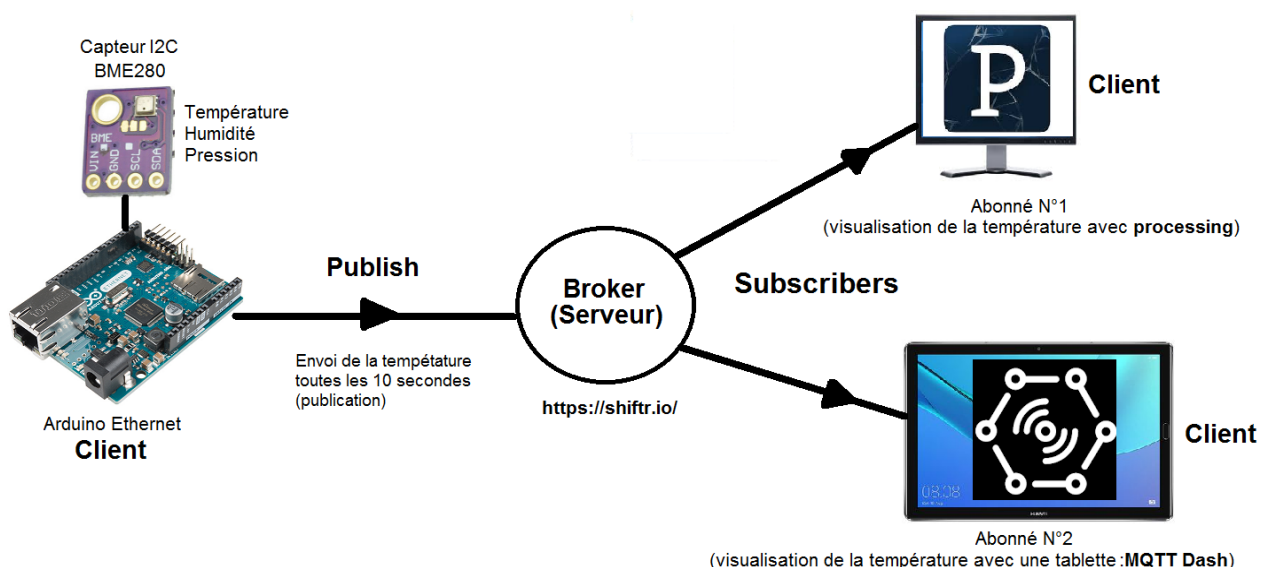 Capteur I2C
BME280
Température
Humidité
Pression
BME
VIN
GND
SCL
SDA
Arduino Ethernet
Client
Publish
Envoi de la tempétature
toutes les 10 secondes
(publication)
Broker
(Serveur)
https://shiftr.io/
Subscribers
P
Client
Abonné N°1
(visualisation de la température avec processing)
08:08
HUAWEI
Client
Abonné N°2
(visualisation de la température avec une tablette :MQTT Dash)